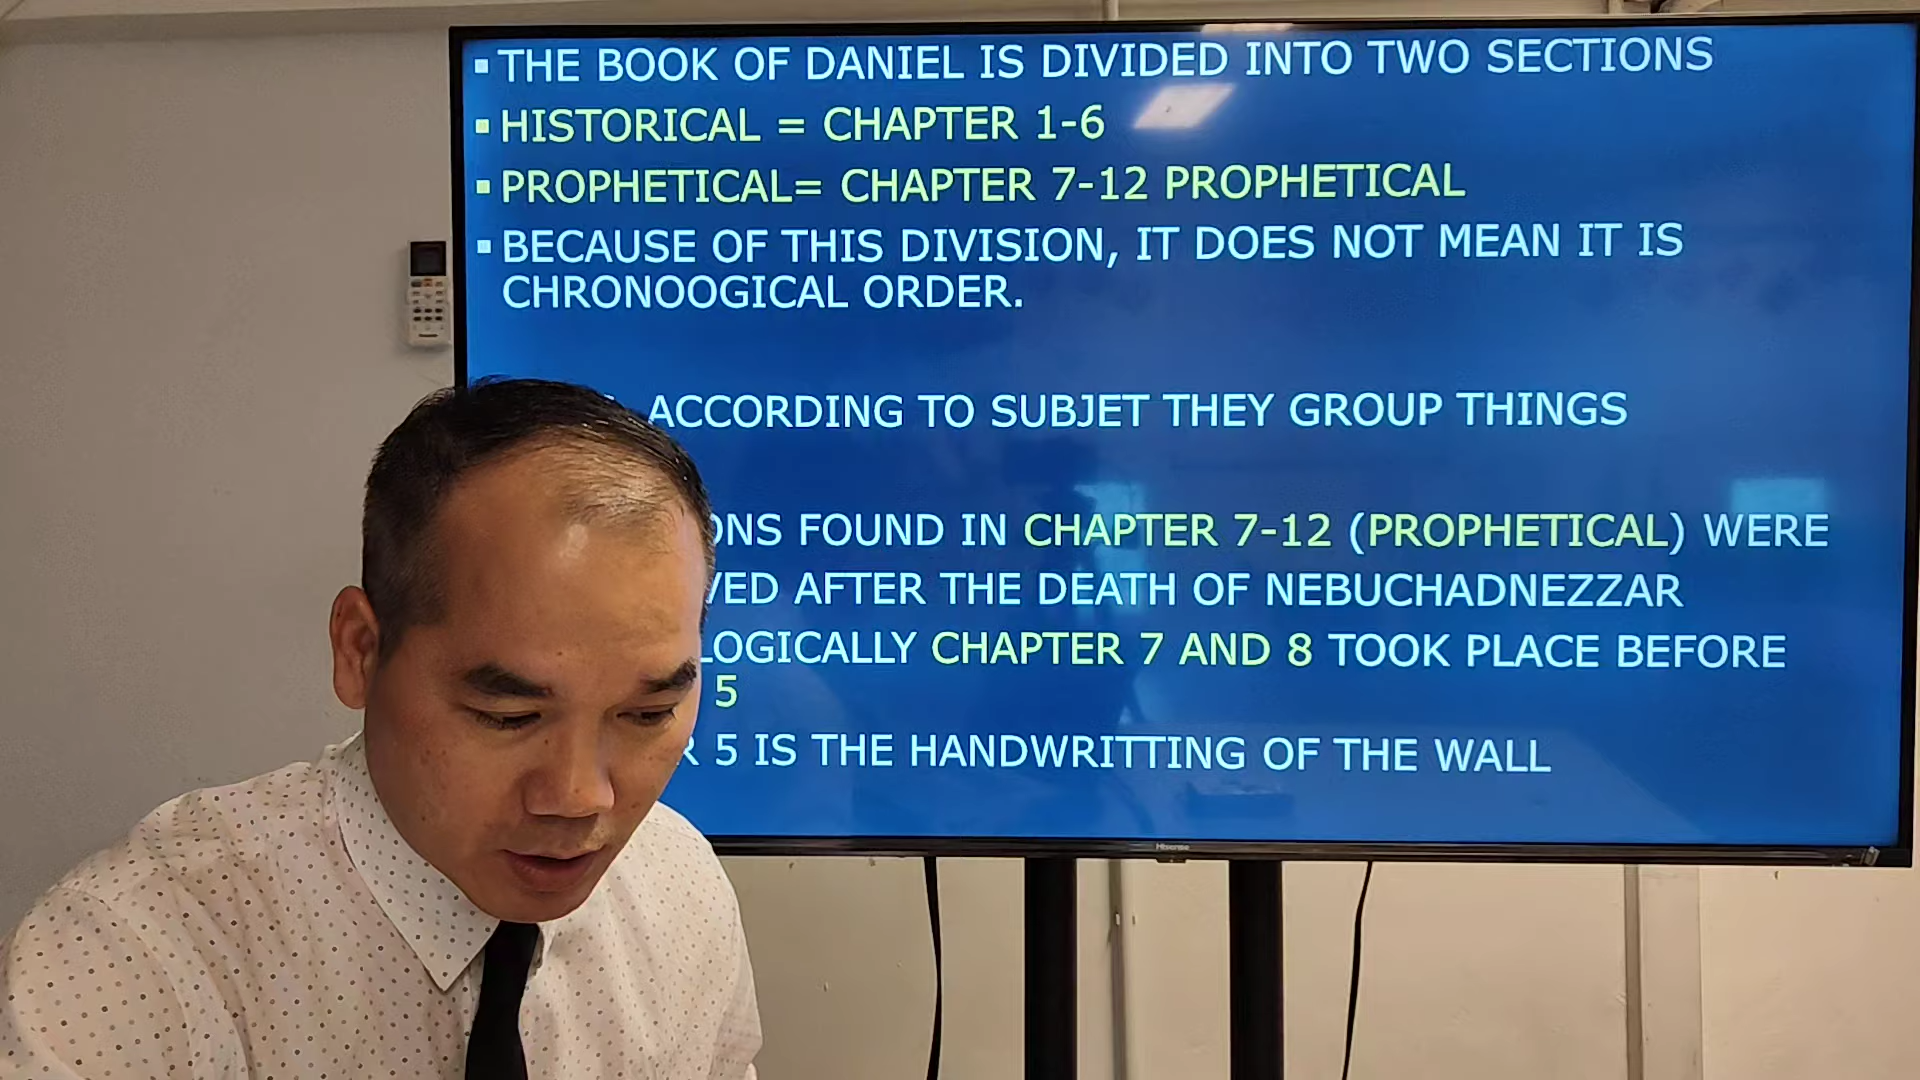 THE BOOK OF DANIEL IS DIVIDED INTO TWO SECTIONS
HISTORICAL = CHAPTER 1-6
PROPHETICAL= CHAPTER 7-12 PROPHETICAL
BECAUSE OF THIS DIVISION, IT DOES NOT MEAN IT IS
CHRONOOGICAL ORDER.
ACCORDING TO SUBJET THEY GROUP THINGS
FOUND IN CHAPTER 7-12 (PROPHETICAL) WERE
AFTER THE DEATH OF NEBUCHADNEZZAR
CHAPTER 7 AND 8 TOOK PLACE BEFORE
5
5 IS THE HANDWRITTING OF THE WALL
Hisense